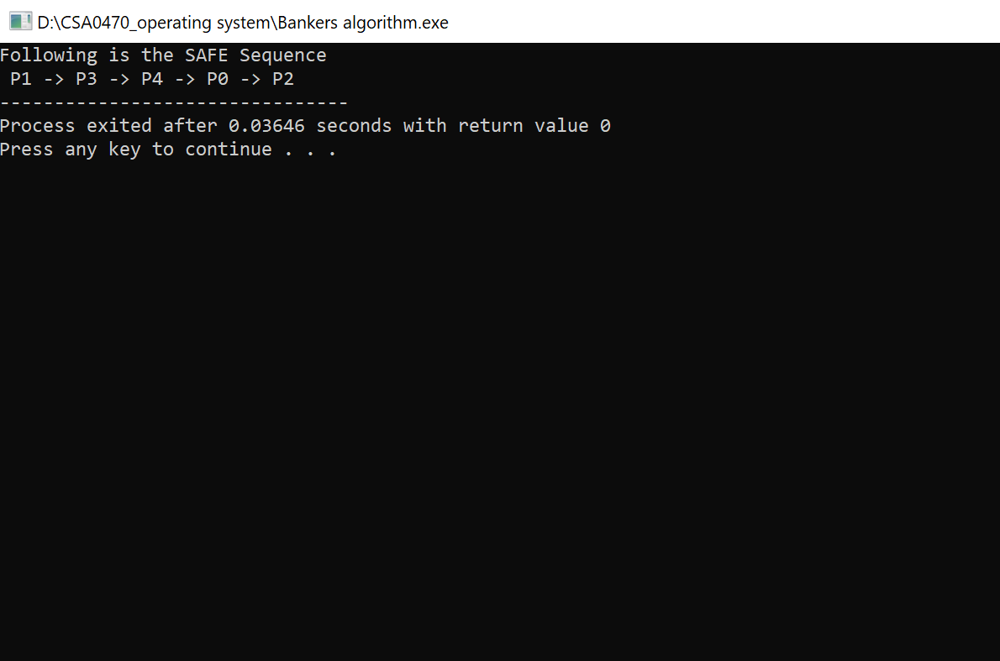 D:\CSA0470_operating system\Bankers algorithm.exe
Following is the SAFE Sequence
P1 -> P3 -> P4 -> P0 -> P2
--------------------------------
Process exited after 0.03646 seconds with return value 0
Press any key to continue . . .